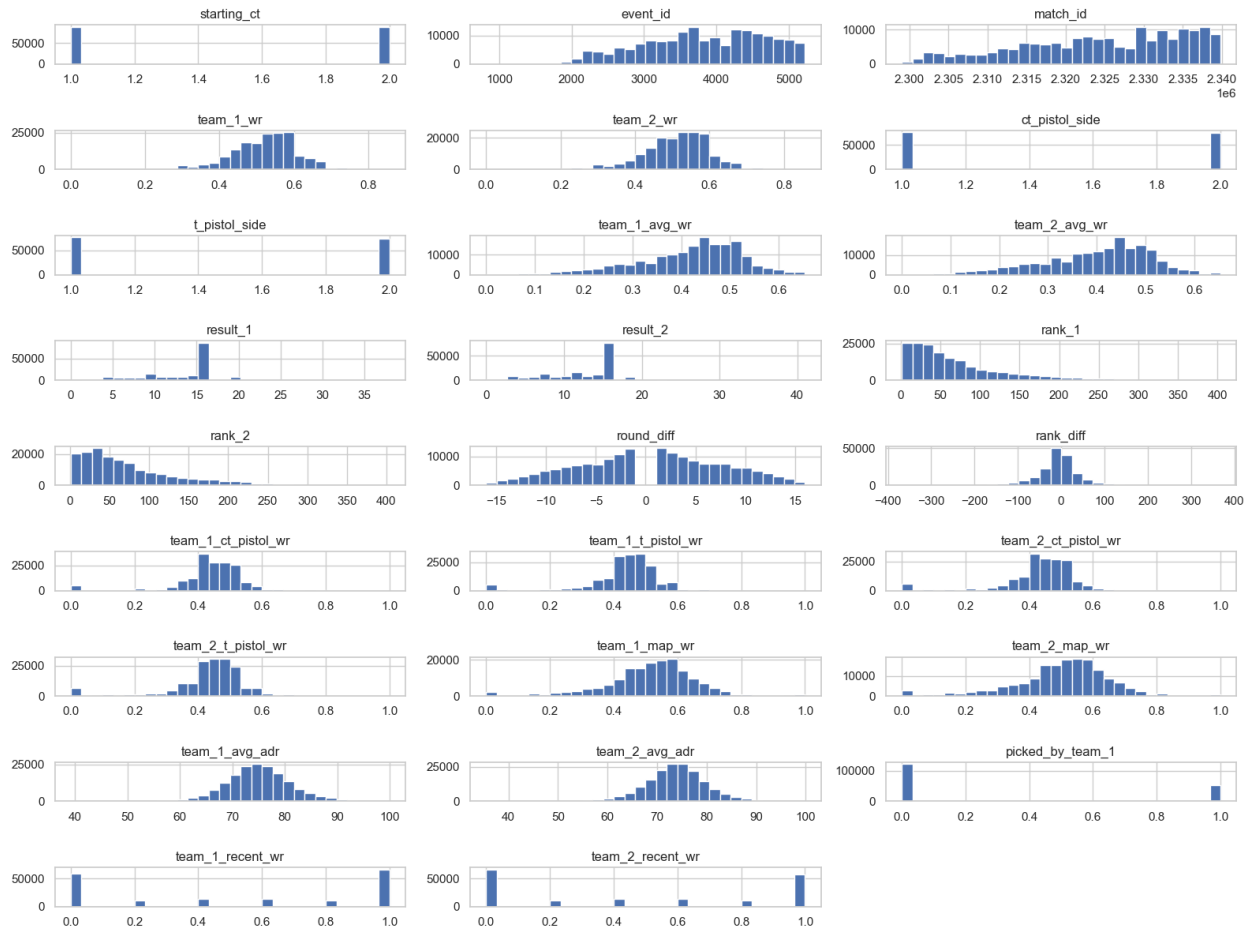 starting_ct
50000
0
1.0 1.2 1.4 1.6 1.8 2.0
event_id
10000
0
1000 2000 3000 4000 5000
match_id
10000
0
2.300 2.305 2.310 2.315 2.320 2.325 2.330 2.335 2.340
1e6
team_1_wr
25000
0
0.0 0.2 0.4 0.6 0.8
team_2_wr
20000
0
0.0 0.2 0.4 0.6 0.8
ct_pistol_side
50000
0
1.0 1.2 1.4 1.6 1.8 2.0
t_pistol_side
50000
0
1.0 1.2 1.4 1.6 1.8 2.0
team_1_avg_wr
10000
0
0.0 0.1 0.2 0.3 0.4 0.5 0.6
team_2_avg_wr
10000
0
0.0 0.1 0.2 0.3 0.4 0.5 0.6
result_1
50000
0
0 5 10 15 20 25 30 35
result_2
50000
0
0 10 20 30 40
rank_1
25000
0
0 50 100 150 200 250 300 350 400
rank_2
20000
0
0 50 100 150 200 250 300 350 400
round_diff
10000
0
−15 −10 −5 0 5 10 15
rank_diff
50000
0
−400 −300 −200 −100 0 100 200 300 400
team_1_ct_pistol_wr
25000
0
0.0 0.2 0.4 0.6 0.8 1.0
team_1_t_pistol_wr
25000
0
0.0 0.2 0.4 0.6 0.8 1.0
team_2_ct_pistol_wr
25000
0
0.0 0.2 0.4 0.6 0.8 1.0
team_2_t_pistol_wr
25000
0
0.0 0.2 0.4 0.6 0.8 1.0
team_1_map_wr
20000
0
0.0 0.2 0.4 0.6 0.8 1.0
team_2_map_wr
10000
0
0.0 0.2 0.4 0.6 0.8 1.0
team_1_avg_adr
25000
0
40 50 60 70 80 90 100
team_2_avg_adr
25000
0
40 50 60 70 80 90 100
picked_by_team_1
100000
0
0.0 0.2 0.4 0.6 0.8 1.0
team_1_recent_wr
50000
0
0.0 0.2 0.4 0.6 0.8 1.0
team_2_recent_wr
50000
0
0.0 0.2 0.4 0.6 0.8 1.0